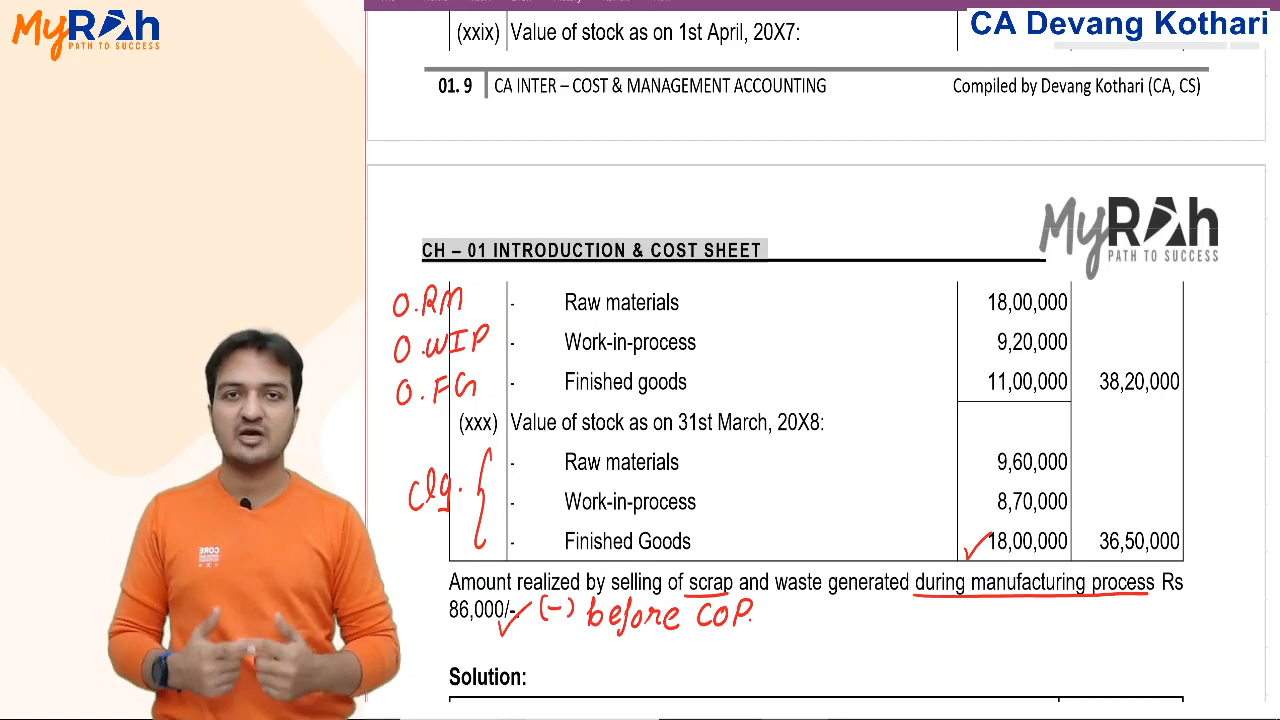 MyRAh
PATH TO SUCCESS
CA Devang Kothari
(xxix) Value of stock as on 1st April, 20X7:
01. 9 CA INTER – COST & MANAGEMENT ACCOUNTING Compiled by Devang Kothari (CA, CS)
MyRAh
PATH TO SUCCESS
CH – 01 INTRODUCTION & COST SHEET
O.RM - Raw materials 18,00,000
O.WIP - Work-in-process 9,20,000
O.FG - Finished goods 11,00,000 38,20,000
(xxx) Value of stock as on 31st March, 20X8:
- Raw materials 9,60,000
Clg. - Work-in-process 8,70,000
- Finished Goods 18,00,000 36,50,000
Amount realized by selling of scrap and waste generated during manufacturing process Rs
86,000/- (-) before COP.
Solution:
CORE